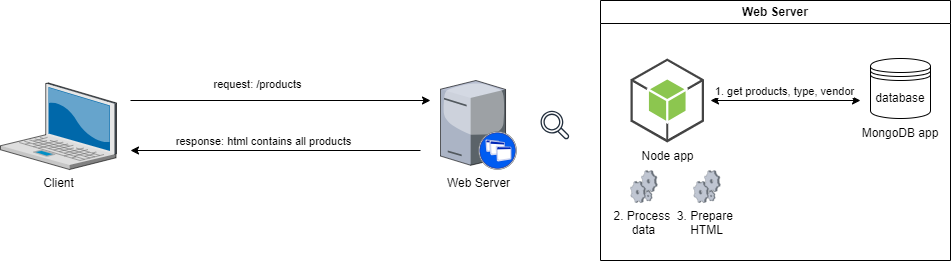 Web Server
request: /products
1. get products, type, vendor
database
MongoDB app
response: html contains all products
Node app
Client
Web Server
2. Process
data
3. Prepare
HTML